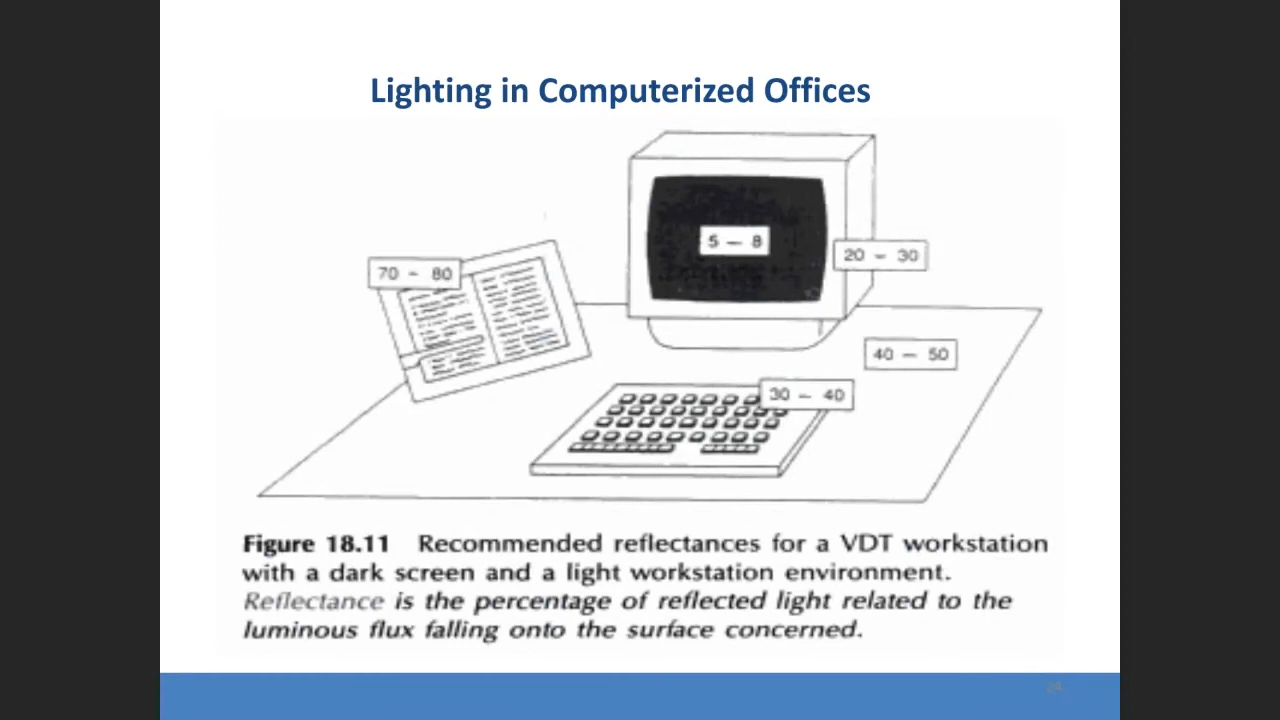 Lighting in Computerized Offices
5 – 8
20 – 30
70 – 80
40 – 50
30 – 40
Figure 18.11 Recommended reflectances for a VDT workstation
with a dark screen and a light workstation environment.
Reflectance is the percentage of reflected light related to the
luminous flux falling onto the surface concerned.
24